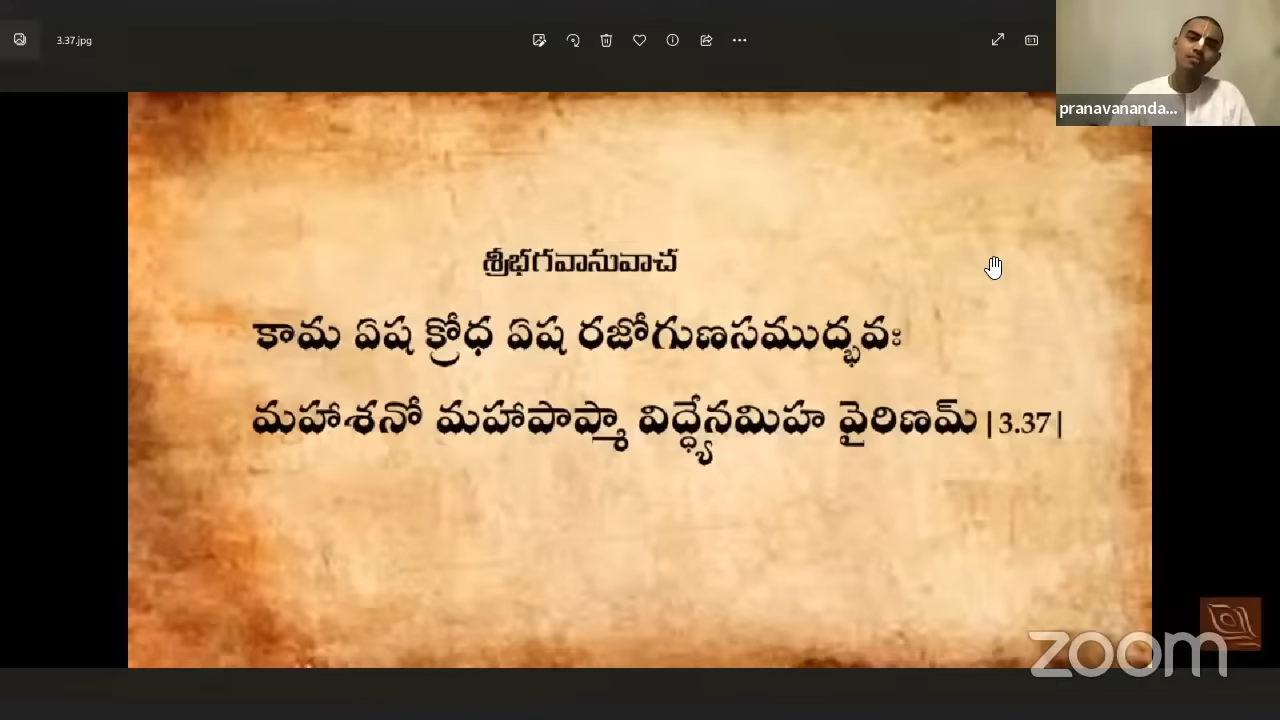 3.37.jpg
pranavananda...
శ్రీభగవానువాచ
కామ ఏష క్రోధ ఏష రజోగుణసముద్భవః
మహాశనో మహాపాప్మా విద్ధ్యేనమిహ వైరిణమ్ |3.37|
zoom